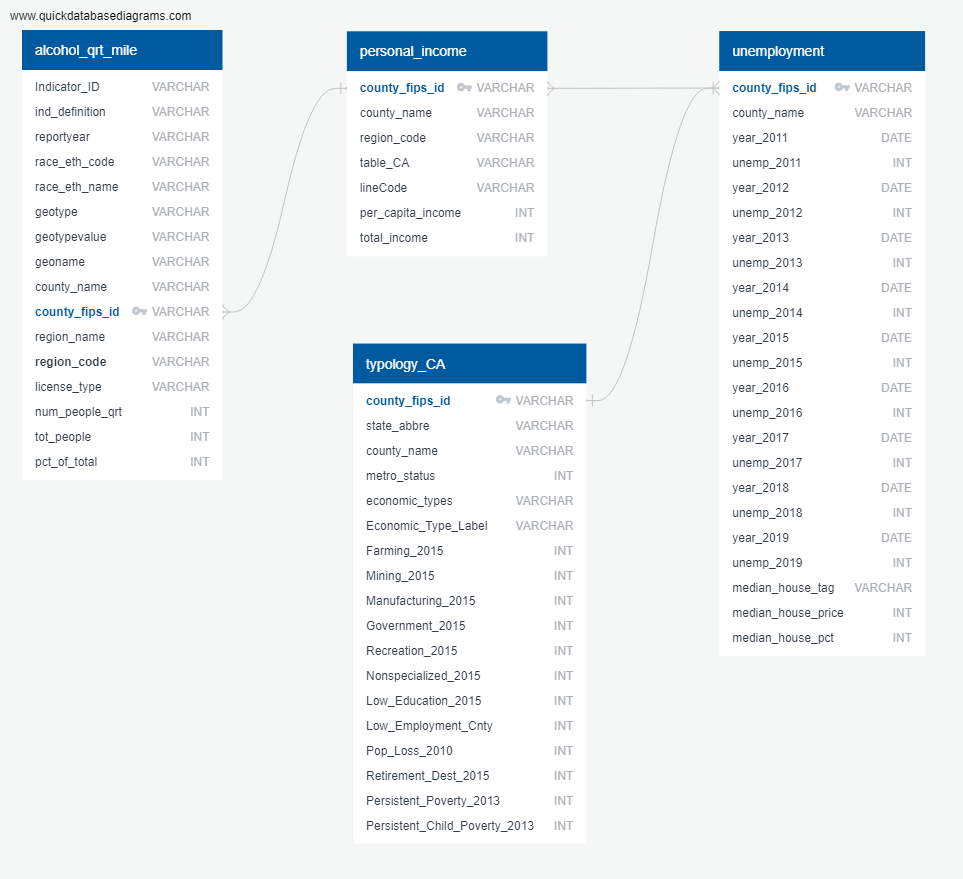 www.quickdatabasediagrams.com
alcohol_qrt_mile
Indicator_ID VARCHAR
ind_definition VARCHAR
reportyear VARCHAR
race_eth_code VARCHAR
race_eth_name VARCHAR
geotype VARCHAR
geotypevalue VARCHAR
geoname VARCHAR
county_name VARCHAR
county_fips_id VARCHAR
region_name VARCHAR
region_code VARCHAR
license_type VARCHAR
num_people_qrt INT
tot_people INT
pct_of_total INT
personal_income
county_fips_id VARCHAR
county_name VARCHAR
region_code VARCHAR
table_CA VARCHAR
lineCode VARCHAR
per_capita_income INT
total_income INT
typology_CA
county_fips_id VARCHAR
state_abbre VARCHAR
county_name VARCHAR
metro_status INT
economic_types VARCHAR
Economic_Type_Label VARCHAR
Farming_2015 INT
Mining_2015 INT
Manufacturing_2015 INT
Government_2015 INT
Recreation_2015 INT
Nonspecialized_2015 INT
Low_Education_2015 INT
Low_Employment_Cnty INT
Pop_Loss_2010 INT
Retirement_Dest_2015 INT
Persistent_Poverty_2013 INT
Persistent_Child_Poverty_2013 INT
unemployment
county_fips_id VARCHAR
county_name VARCHAR
year_2011 DATE
unemp_2011 INT
year_2012 DATE
unemp_2012 INT
year_2013 DATE
unemp_2013 INT
year_2014 DATE
unemp_2014 INT
year_2015 DATE
unemp_2015 INT
year_2016 DATE
unemp_2016 INT
year_2017 DATE
unemp_2017 INT
year_2018 DATE
unemp_2018 INT
year_2019 DATE
unemp_2019 INT
median_house_tag VARCHAR
median_house_price INT
median_house_pct INT